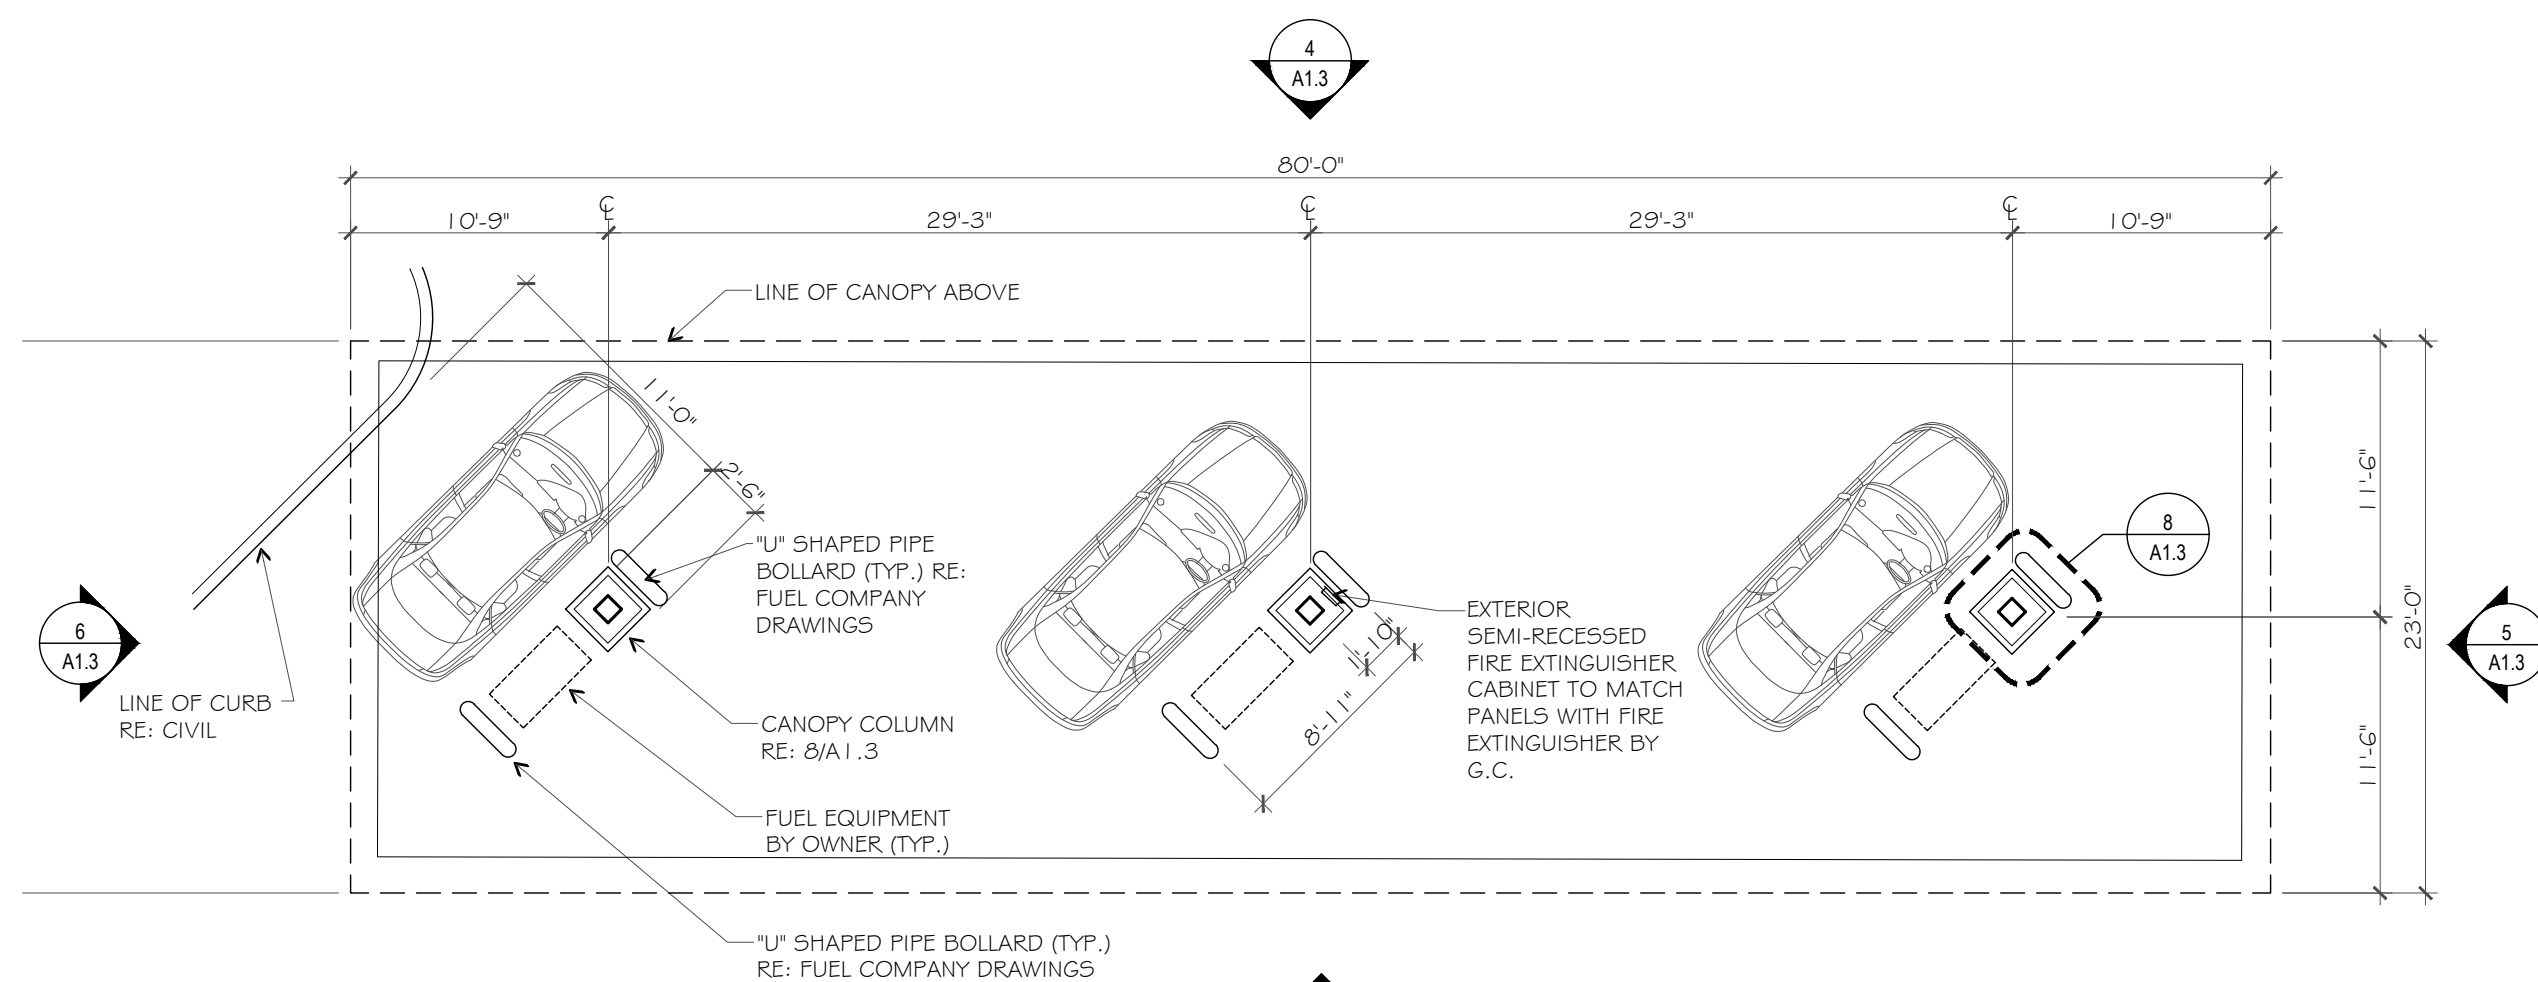 4
A1.3
80'-0"
10'-9"
℄
29'-3"
℄
29'-3"
℄
10'-9"
LINE OF CANOPY ABOVE
11'-0"
2'-6"
"U" SHAPED PIPE
BOLLARD (TYP.) RE:
FUEL COMPANY
DRAWINGS
8
A1.3
11'-6"
23'-0"
6
A1.3
5
A1.3
EXTERIOR
SEMI-RECESSED
FIRE EXTINGUISHER
CABINET TO MATCH
PANELS WITH FIRE
EXTINGUISHER BY
G.C.
1'-10"
8'-11"
LINE OF CURB
RE: CIVIL
CANOPY COLUMN
RE: 8/A1.3
11'-6"
FUEL EQUIPMENT
BY OWNER (TYP.)
"U" SHAPED PIPE BOLLARD (TYP.)
RE: FUEL COMPANY DRAWINGS